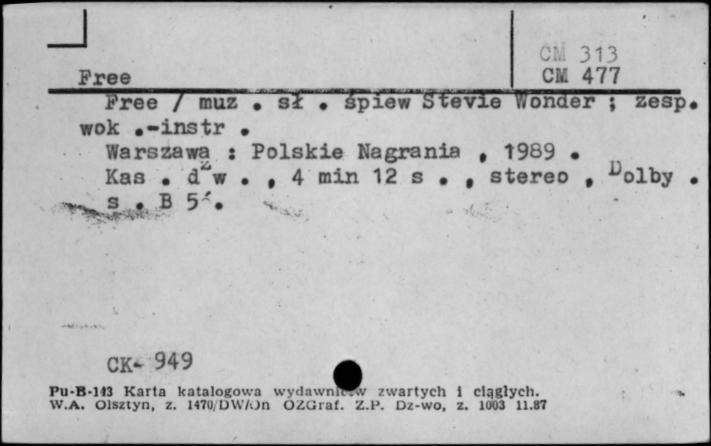 CM 313
Free CM 477
Free / muz . sł . śpiew Stevie Wonder ; zesp.
wok .-instr .
Warszawa : Polskie Nagrania , 1989 .
Kas . dźw . , 4 min 12 s . , stereo , Dolby .
s . B 5 .
CK- 949
Pu-B-143 Karta katalogowa wydawnictw zwartych i ciągłych.
W.A. Olsztyn, z. 1470/DW/On OZGraf. Z.P. Dz-wo, z. 1003 11.87